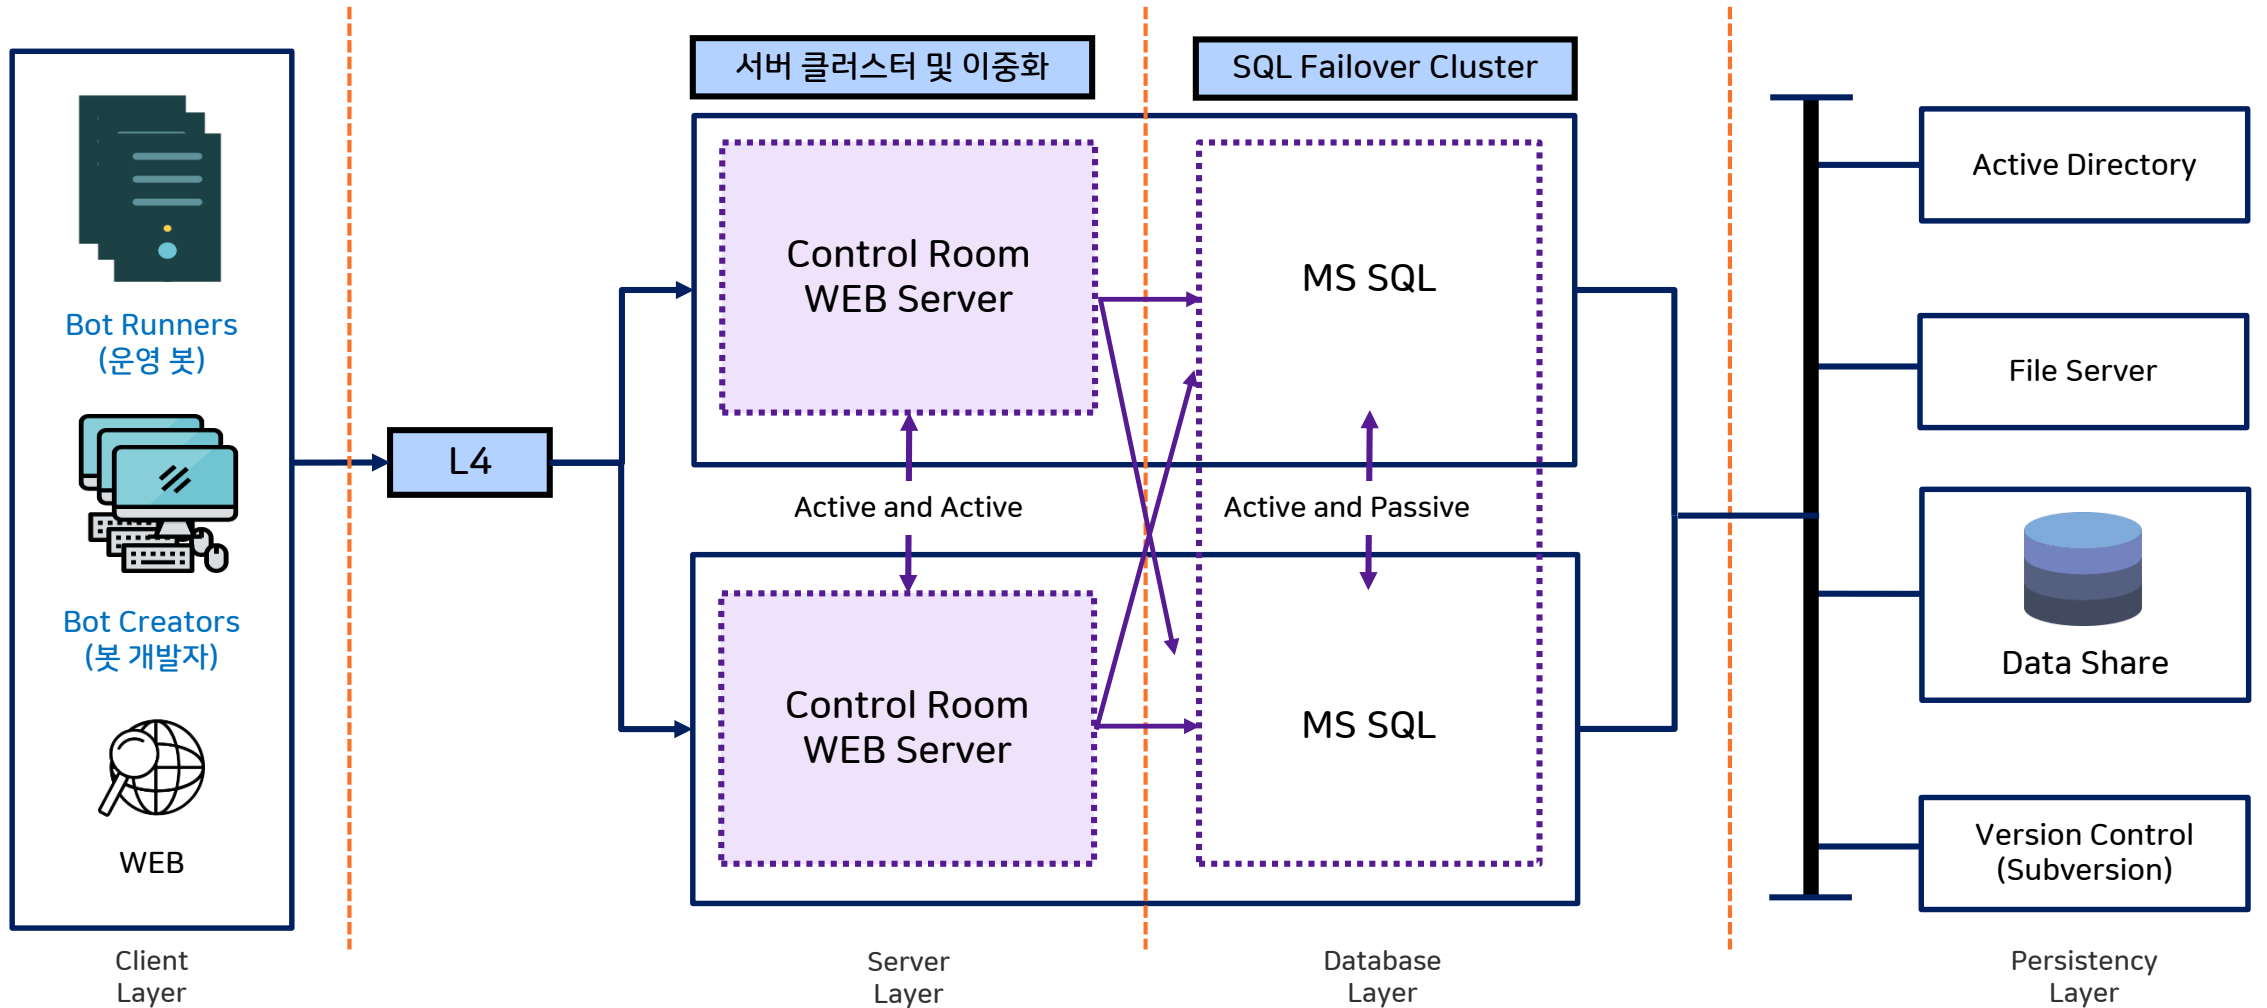 서버 클러스터 및 이중화
SQL Failover Cluster
Bot Runners
(운영 봇)
Bot Creators
(봇 개발자)
WEB
L4
Control Room
WEB Server
MS SQL
Active and Active
Active and Passive
Control Room
WEB Server
MS SQL
Active Directory
File Server
Data Share
Version Control
(Subversion)
Client
Layer
Server
Layer
Database
Layer
Persistency
Layer